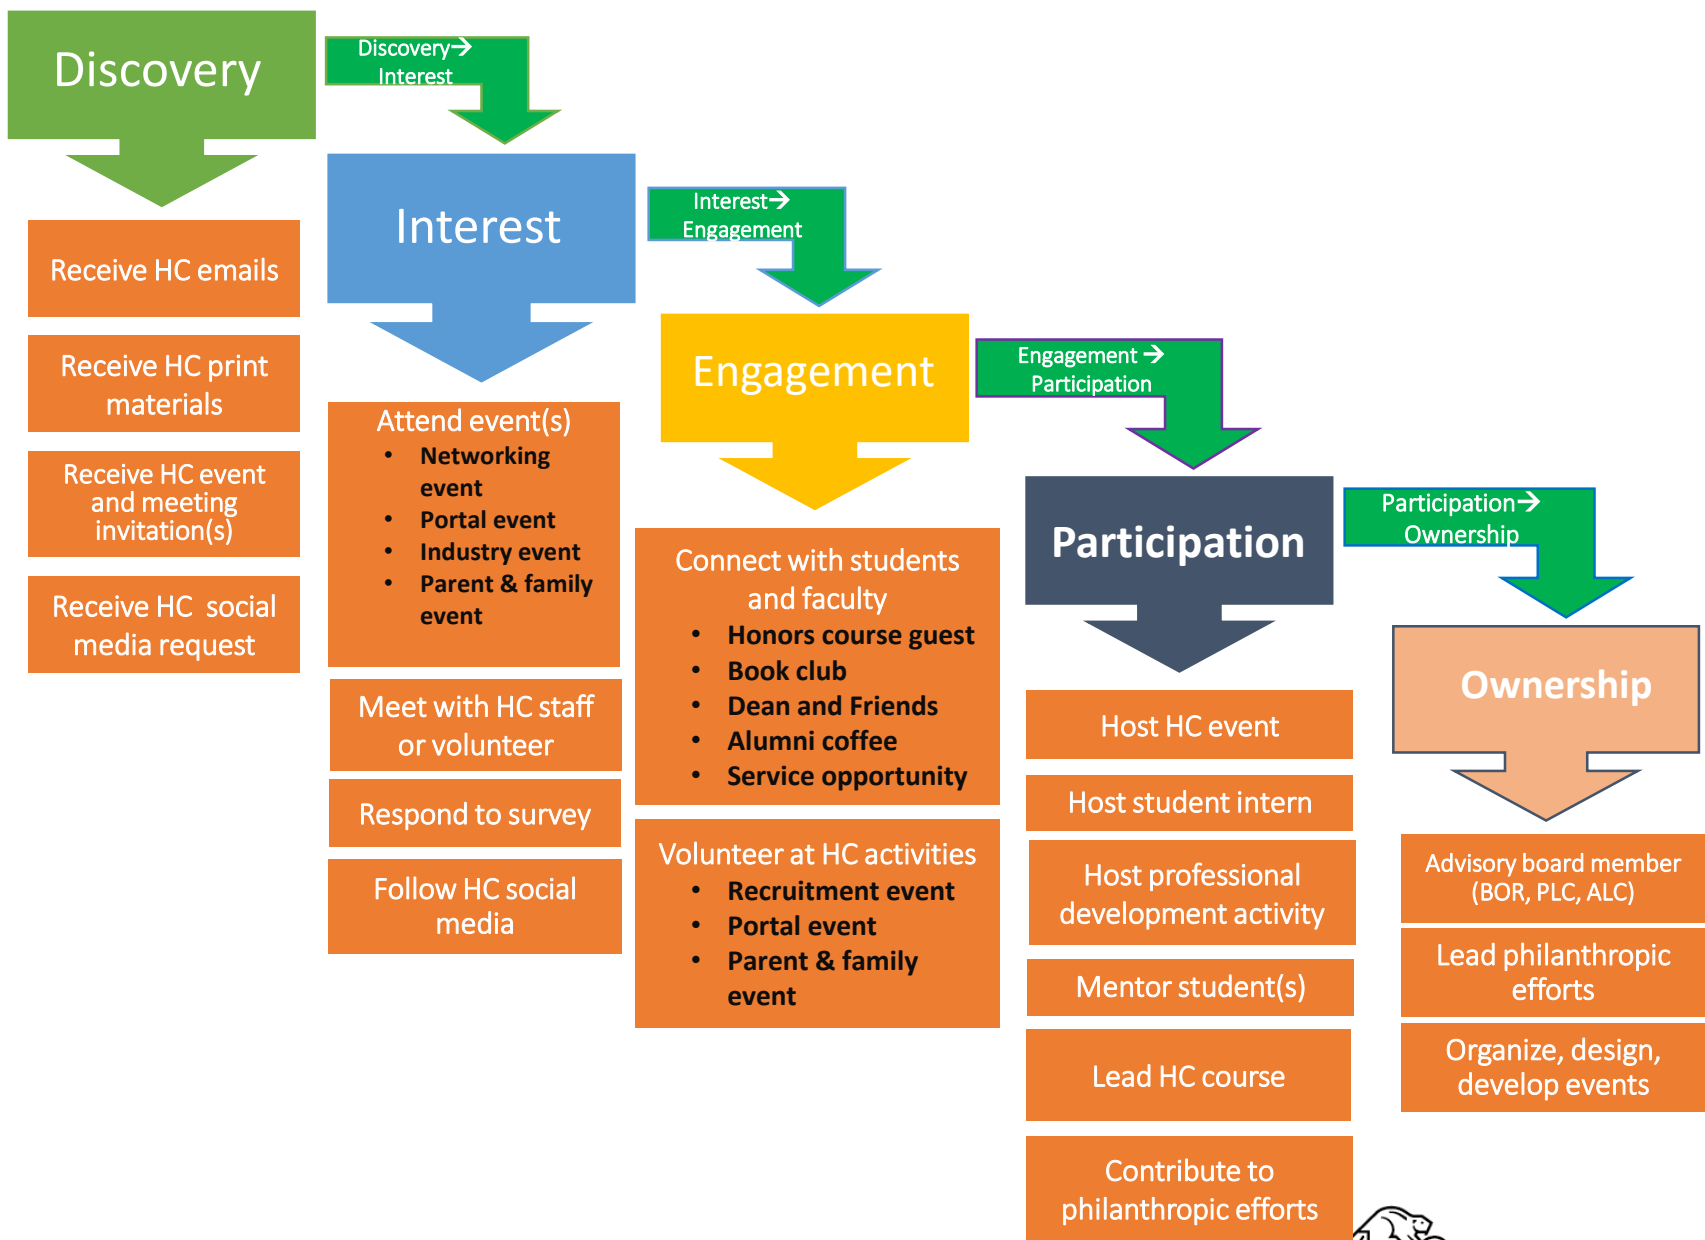 Discovery
Discovery→
Interest
Receive HC emails
Receive HC print
materials
Receive HC event
and meeting
invitation(s)
Receive HC social
media request
Interest
Interest→
Engagement
Attend event(s)
• Networking
event
• Portal event
• Industry event
• Parent & family
event
Meet with HC staff
or volunteer
Respond to survey
Follow HC social
media
Engagement
Engagement →
Participation
Connect with students
and faculty
• Honors course guest
• Book club
• Dean and Friends
• Alumni coffee
• Service opportunity
Volunteer at HC activities
• Recruitment event
• Portal event
• Parent & family
event
Participation
Participation→
Ownership
Host HC event
Host student intern
Host professional
development activity
Mentor student(s)
Lead HC course
Contribute to
philanthropic efforts
Ownership
Advisory board member
(BOR, PLC, ALC)
Lead philanthropic
efforts
Organize, design,
develop events